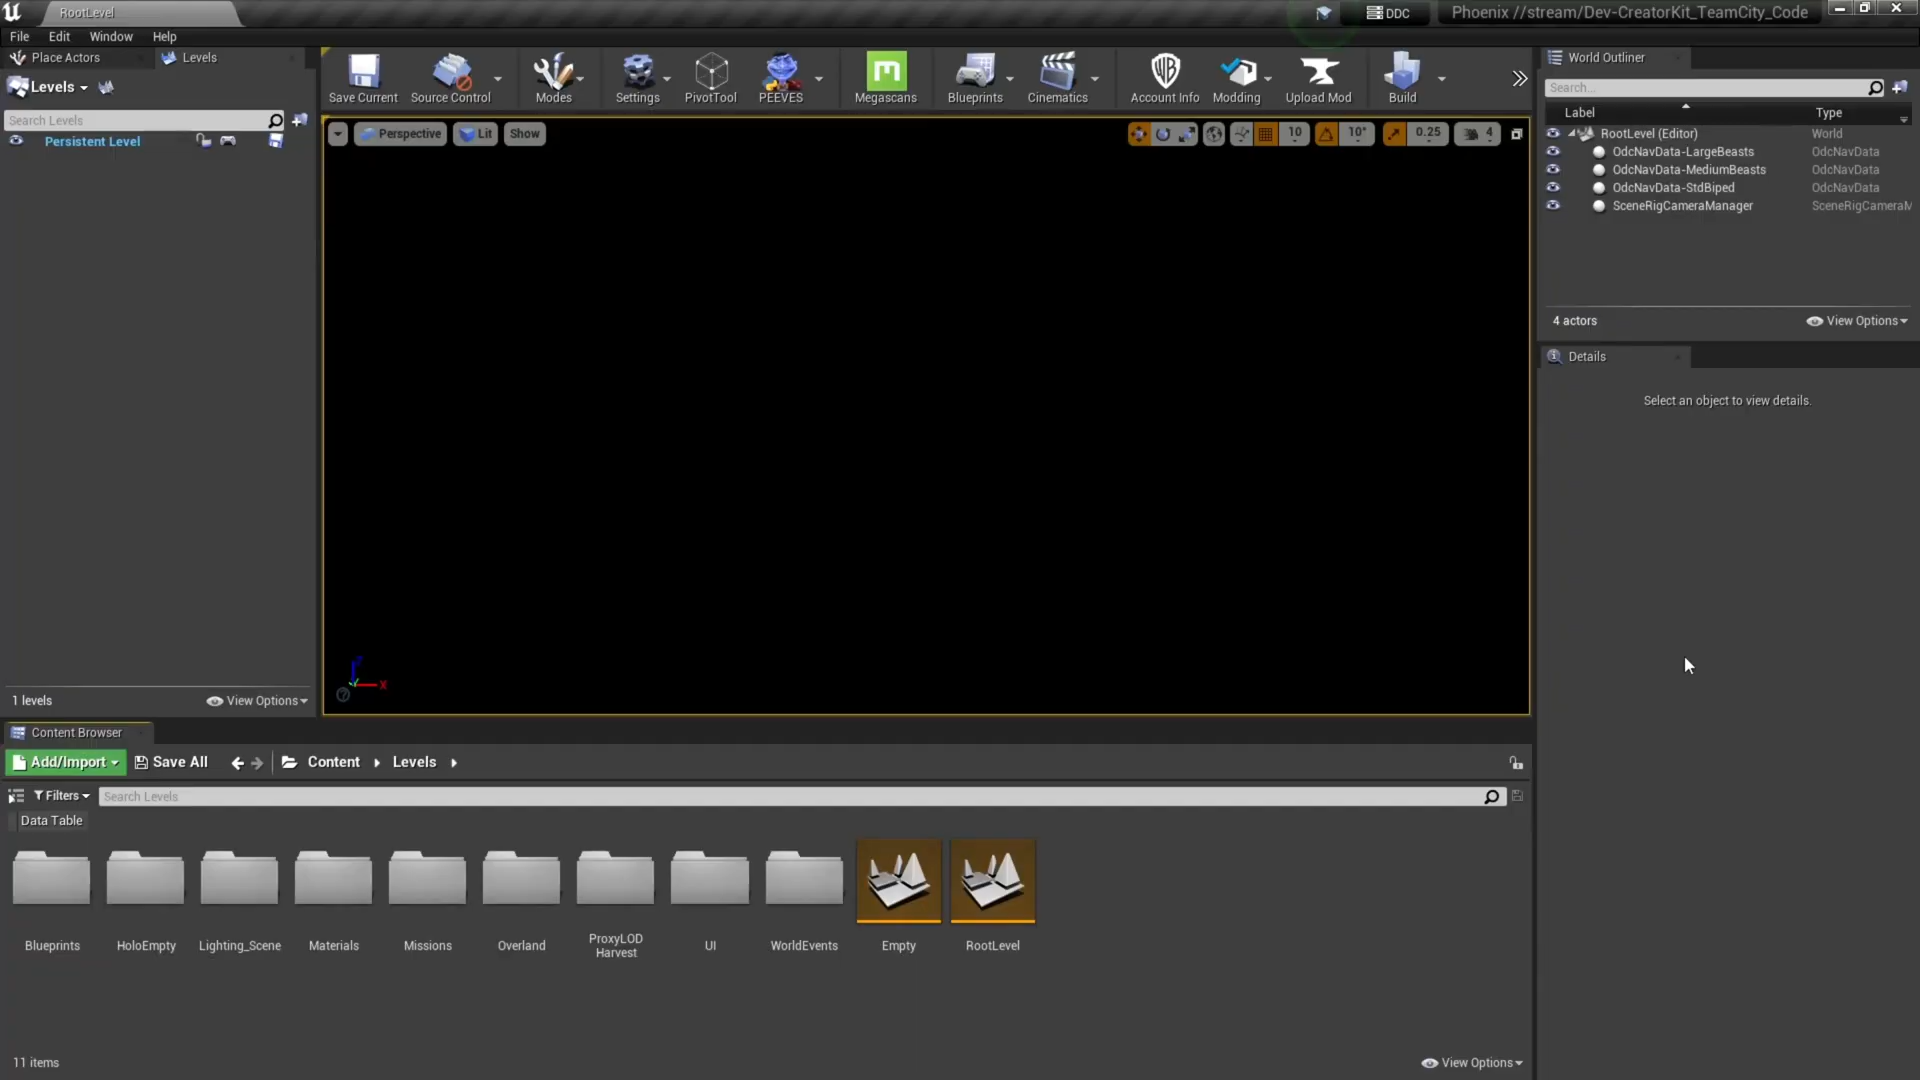 RootLevel
DDC
Phoenix //stream/Dev-CreatorKit_TeamCity_Code
File Edit Window Help
Place Actors
Levels
Levels
Search Levels
Persistent Level
1 levels
View Options
Save Current
Source Control
Modes
Settings
PivotTool
PEEVES
Megascans
Blueprints
Cinematics
Account Info
Modding
Upload Mod
Build
Perspective
Lit
Show
10
10°
0.25
4
Z
X
World Outliner
Search...
Label Type
RootLevel (Editor) World
OdcNavData-LargeBeasts OdcNavData
OdcNavData-MediumBeasts OdcNavData
OdcNavData-StdBiped OdcNavData
SceneRigCameraManager SceneRigCameraM
4 actors
View Options
Details
Select an object to view details.
Content Browser
Add/Import
Save All
Content
Levels
Filters
Search Levels
Data Table
Blueprints
HoloEmpty
Lighting_Scene
Materials
Missions
Overland
ProxyLOD
Harvest
UI
WorldEvents
Empty
RootLevel
11 items
View Options